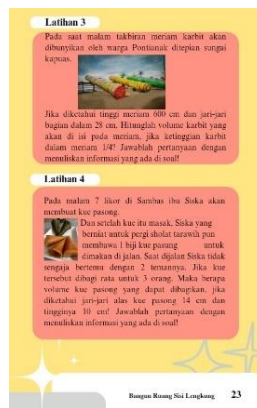 Latihan 3
Pada saat malam takbiran meriam karbit akan
dibunyikan oleh warga Pontianak ditepian sungai
kapuas.
Jika diketahui tinggi meriam 600 cm dan jari-jari
bagian dalam 28 cm. Hitunglah volume karbit yang
akan di isi pada meriam, jika ketinggian karbit
dalam meriam 1/4? Jawablah pertanyaan dengan
menuliskan informasi yang ada di soal!
Latihan 4
Pada malam 7 likor di Sambas ibu Siska akan
membuat kue pasong.
Dan setelah kue itu masak, Siska yang
berniat untuk pergi sholat tarawih pun
membawa 1 biji kue pasung untuk
dimakan di jalan. Saat dijalan Siska tidak
sengaja bertemu dengan 2 temannya. Jika kue
tersebut dibagi rata untuk 3 orang. Maka berapa
volume kue pasong yang dapat dibagikan, jika
diketahui jari-jari alas kue pasong 14 cm dan
tingginya 10 cm! Jawablah pertanyaan dengan
menuliskan informasi yang ada di soal!
Bangun Ruang Sisi Lengkung 23